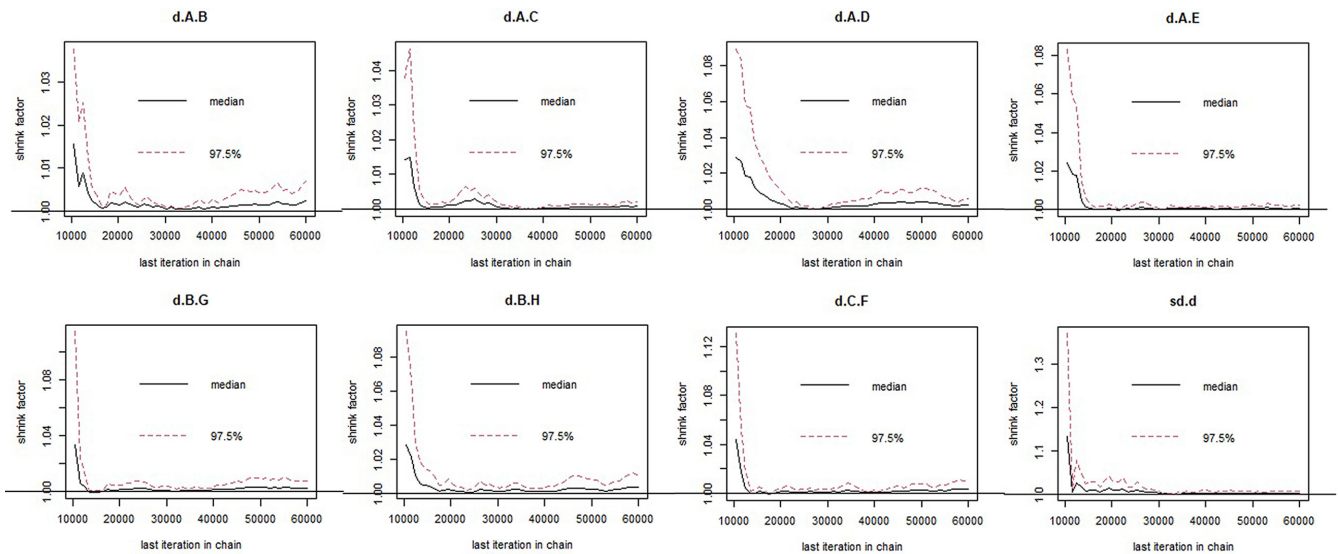 d.A.B
shrink factor
1.00 1.01 1.02 1.03
median
97.5%
10000 20000 30000 40000 50000 60000
last iteration in chain
d.A.C
shrink factor
1.00 1.01 1.02 1.04
median
97.5%
10000 20000 30000 40000 50000 60000
last iteration in chain
d.A.D
shrink factor
1.00 1.02 1.04 1.06 1.08
median
97.5%
10000 20000 30000 40000 50000 60000
last iteration in chain
d.A.E
shrink factor
1.00 1.02 1.04 1.06 1.08
median
97.5%
10000 20000 30000 40000 50000 60000
last iteration in chain
d.B.G
shrink factor
1.00 1.04 1.08
median
97.5%
10000 20000 30000 40000 50000 60000
last iteration in chain
d.B.H
shrink factor
1.00 1.02 1.04 1.06 1.08
median
97.5%
10000 20000 30000 40000 50000 60000
last iteration in chain
d.C.F
shrink factor
1.00 1.04 1.08 1.12
median
97.5%
10000 20000 30000 40000 50000 60000
last iteration in chain
sd.d
shrink factor
1.0 1.1 1.2 1.3
median
97.5%
10000 20000 30000 40000 50000 60000
last iteration in chain